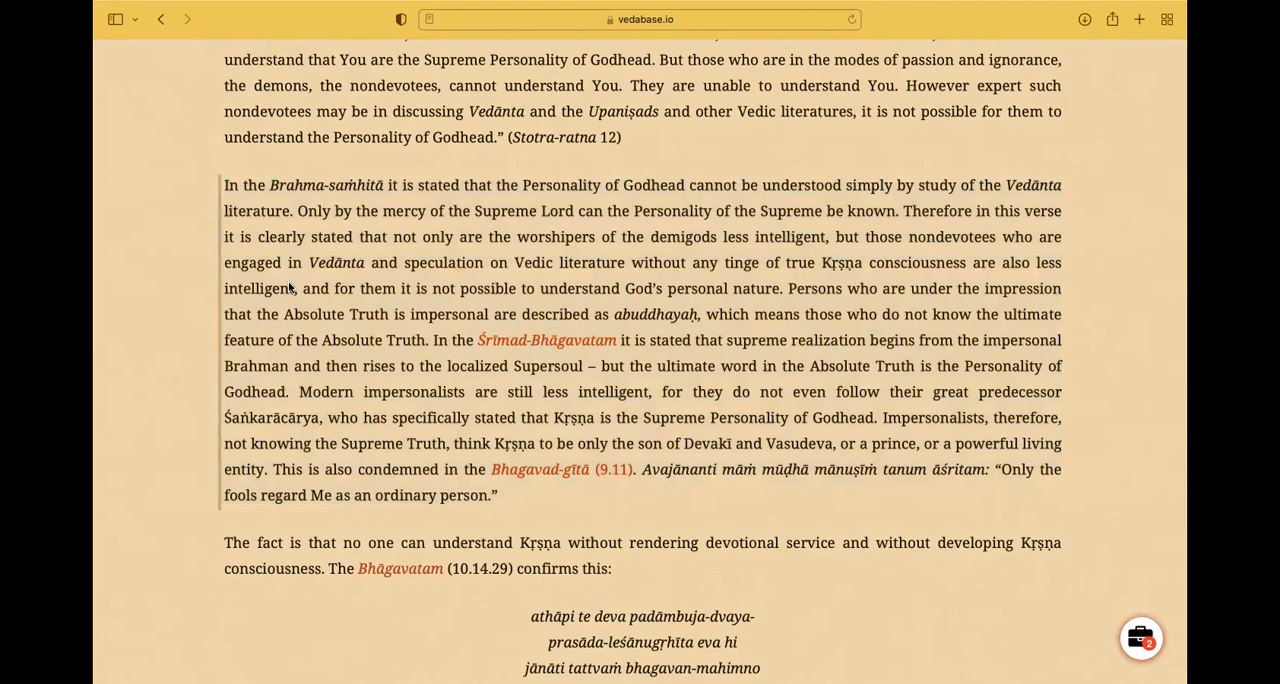 vedabase.io
understand that You are the Supreme Personality of Godhead. But those who are in the modes of passion and ignorance,
the demons, the nondevotees, cannot understand You. They are unable to understand You. However expert such
nondevotees may be in discussing Vedānta and the Upaniṣads and other Vedic literatures, it is not possible for them to
understand the Personality of Godhead.” (Stotra-ratna 12)
In the Brahma-saṁhitā it is stated that the Personality of Godhead cannot be understood simply by study of the Vedānta
literature. Only by the mercy of the Supreme Lord can the Personality of the Supreme be known. Therefore in this verse
it is clearly stated that not only are the worshipers of the demigods less intelligent, but those nondevotees who are
engaged in Vedānta and speculation on Vedic literature without any tinge of true Kṛṣṇa consciousness are also less
intelligent, and for them it is not possible to understand God’s personal nature. Persons who are under the impression
that the Absolute Truth is impersonal are described as abuddhayaḥ, which means those who do not know the ultimate
feature of the Absolute Truth. In the Śrīmad-Bhāgavatam it is stated that supreme realization begins from the impersonal
Brahman and then rises to the localized Supersoul – but the ultimate word in the Absolute Truth is the Personality of
Godhead. Modern impersonalists are still less intelligent, for they do not even follow their great predecessor
Śaṅkarācārya, who has specifically stated that Kṛṣṇa is the Supreme Personality of Godhead. Impersonalists, therefore,
not knowing the Supreme Truth, think Kṛṣṇa to be only the son of Devakī and Vasudeva, or a prince, or a powerful living
entity. This is also condemned in the Bhagavad-gītā (9.11). Avajānanti māṁ mūḍhā mānuṣīṁ tanum āśritam: “Only the
fools regard Me as an ordinary person.”
The fact is that no one can understand Kṛṣṇa without rendering devotional service and without developing Kṛṣṇa
consciousness. The Bhāgavatam (10.14.29) confirms this:
athāpi te deva padāmbuja-dvaya-
prasāda-leśānugṛhīta eva hi
jānāti tattvaṁ bhagavan-mahimno
2